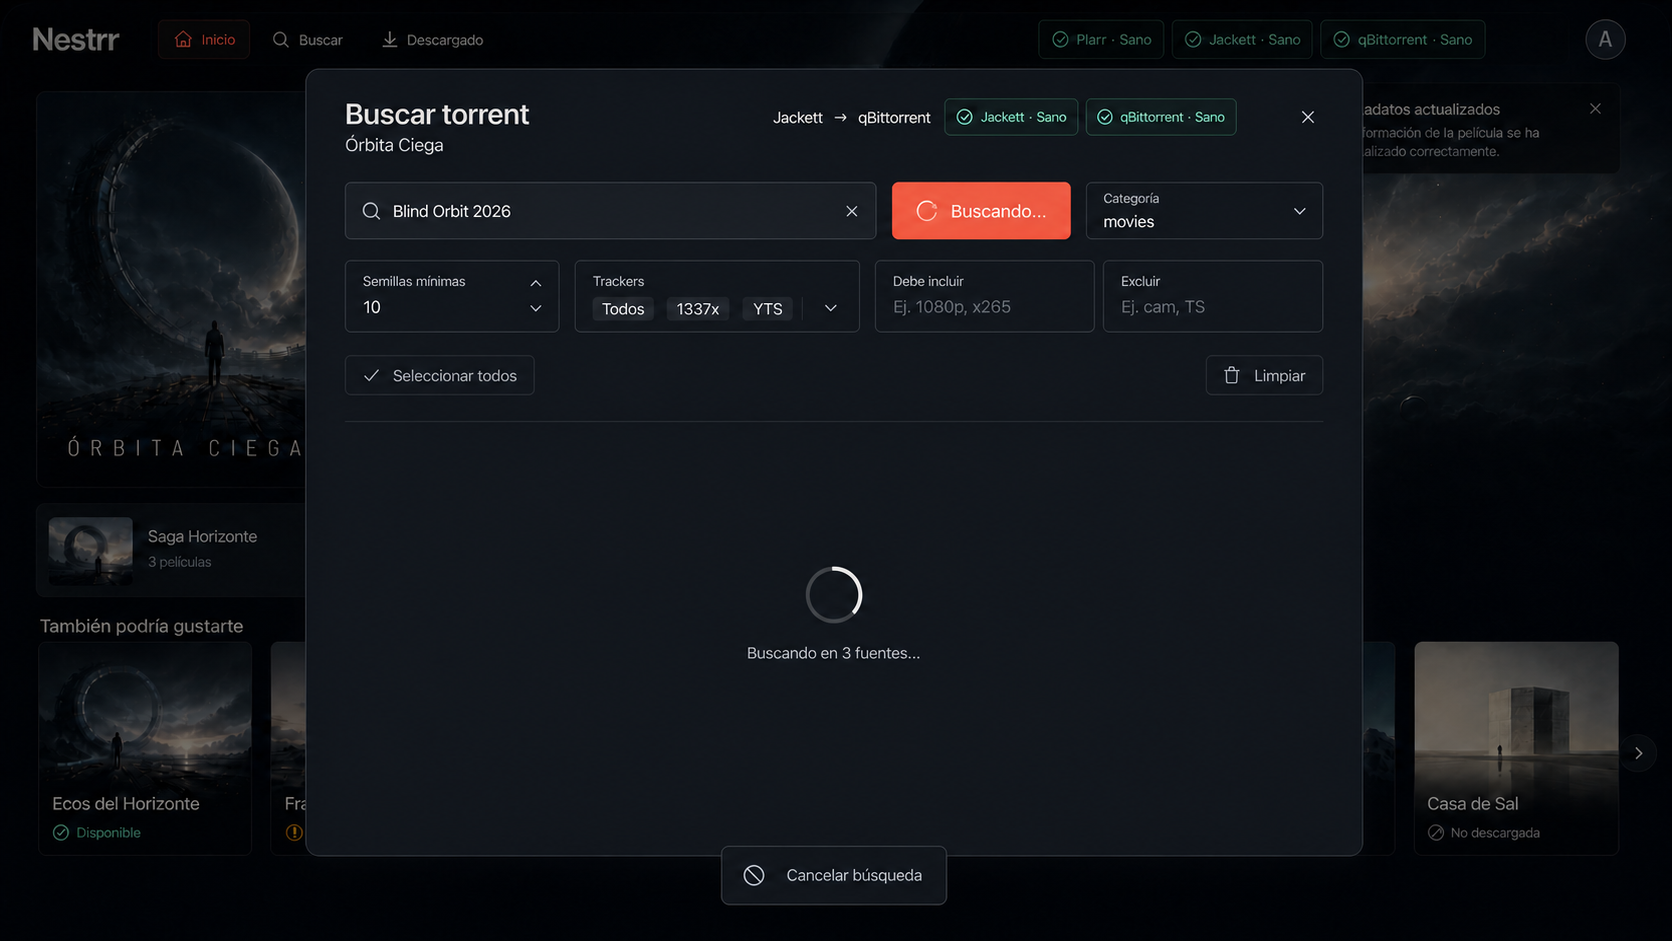 Nestrr
Inicio
Buscar
Descargado
Plarr · Sano
Jackett · Sano
qBittorrent · Sano
A
Buscar torrent
Órbita Ciega
Jackett → qBittorrent
Jackett · Sano
qBittorrent · Sano
adatos actualizados
formación de la película se ha
alizado correctamente.
Blind Orbit 2026
Buscando...
Categoría
movies
Semillas mínimas
10
Trackers
Todos 1337x YTS
Debe incluir
Ej. 1080p, x265
Excluir
Ej. cam, TS
Seleccionar todos
Limpiar
ÓRBITA CIEGA
Saga Horizonte
3 películas
Buscando en 3 fuentes...
También podría gustarte
Ecos del Horizonte
Disponible
Fra
Casa de Sal
No descargada
Cancelar búsqueda